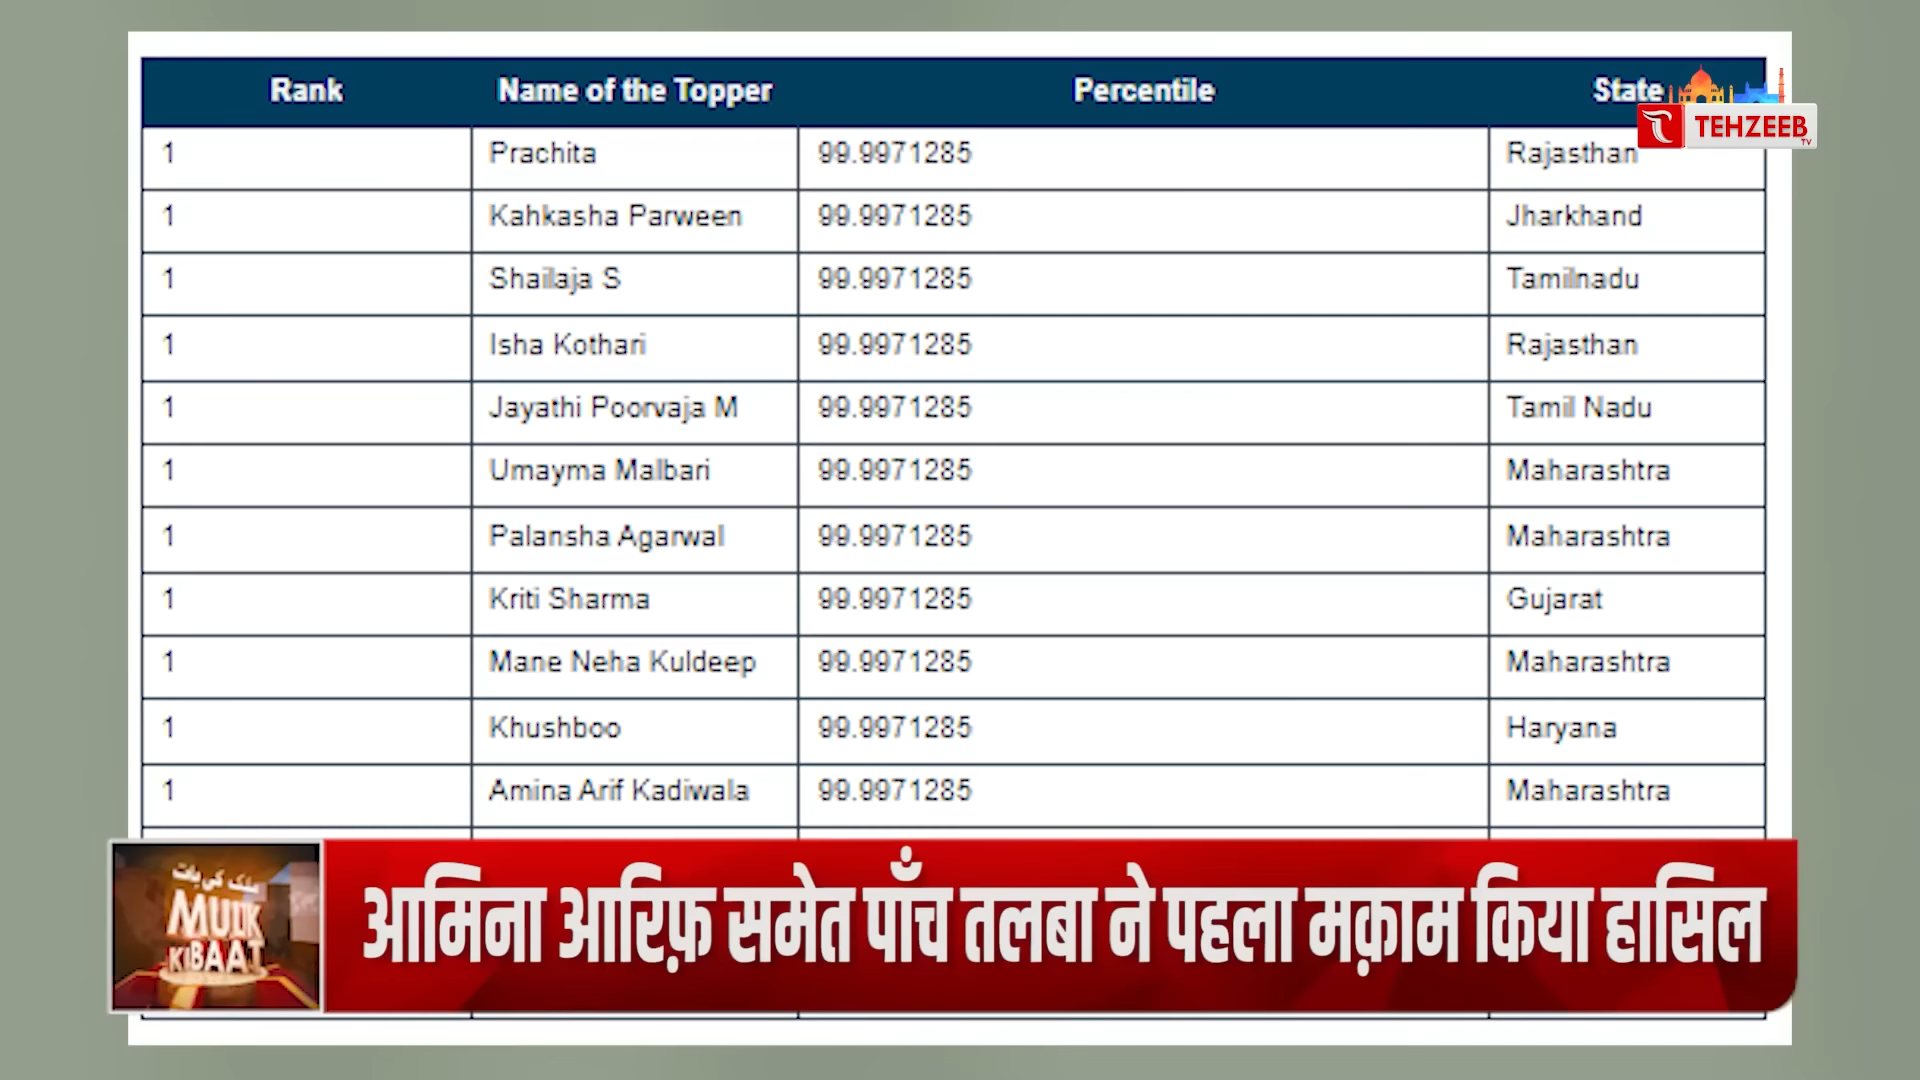 Rank Name of the Topper Percentile State
TEHZEEB TV
1 Prachita 99.9971285 Rajasthan
1 Kahkasha Parween 99.9971285 Jharkhand
1 Shailaja S 99.9971285 Tamilnadu
1 Isha Kothari 99.9971285 Rajasthan
1 Jayathi Poorvaja M 99.9971285 Tamil Nadu
1 Umayma Malbari 99.9971285 Maharashtra
1 Palansha Agarwal 99.9971285 Maharashtra
1 Kriti Sharma 99.9971285 Gujarat
1 Mane Neha Kuldeep 99.9971285 Maharashtra
1 Khushboo 99.9971285 Haryana
1 Amina Arif Kadiwala 99.9971285 Maharashtra
ملک کی بات
MULK
KI BAAT
आमिना आरिफ़ समेत पाँच तलबा ने पहला मक़ाम किया हासिल